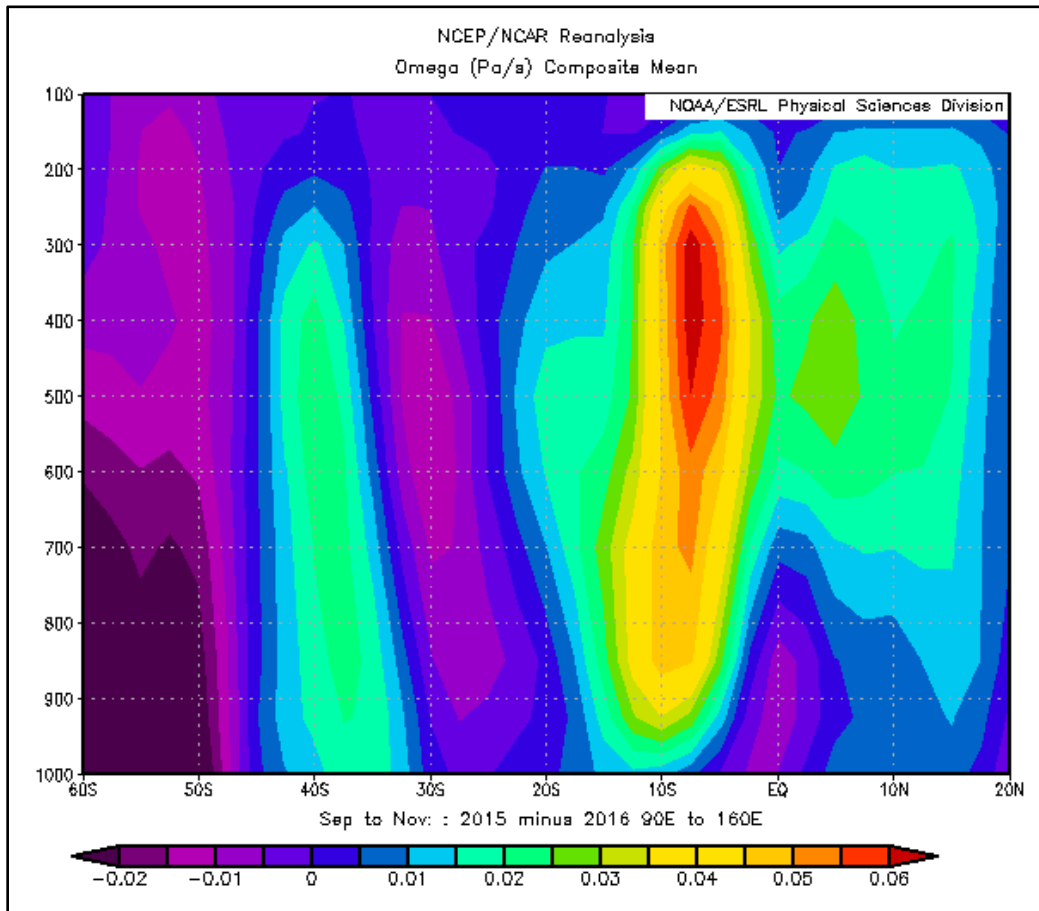 NCEP/NCAR Reanalysis
Omega (Pa/s) Composite Mean
NOAA/ESRL Physical Sciences Division
100
200
300
400
500
600
700
800
900
1000
60S 50S 40S 30S 20S 10S EQ 10N 20N
Sep to Nov: : 2015 minus 2016 90E to 160E
-0.02 -0.01 0 0.01 0.02 0.03 0.04 0.05 0.06